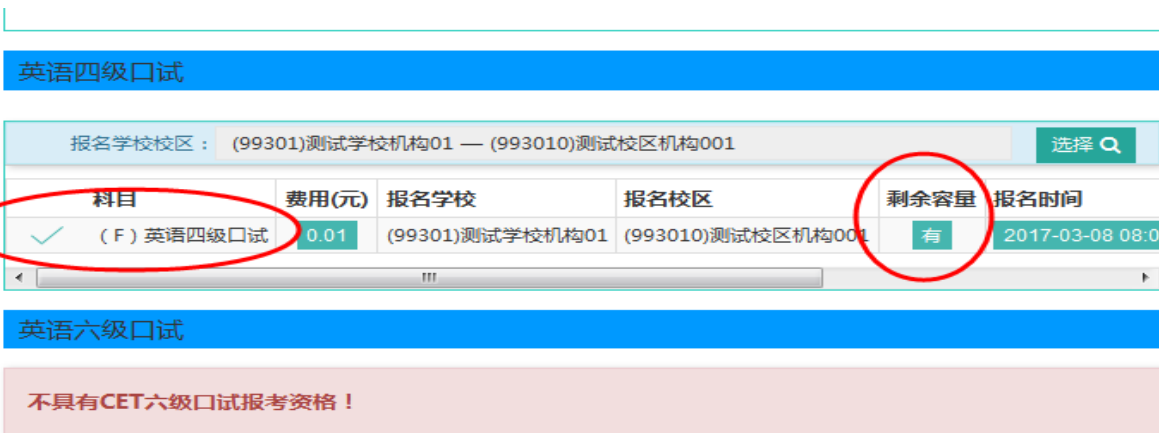 英语四级口试
报名学校校区： (99301)测试学校机构01 — (993010)测试校区机构001 选择
科目 费用(元) 报名学校 报名校区 剩余容量 报名时间
（F）英语四级口试 0.01 (99301)测试学校机构01 (993010)测试校区机构001 有 2017-03-08 08:0
英语六级口试
不具有CET六级口试报考资格！